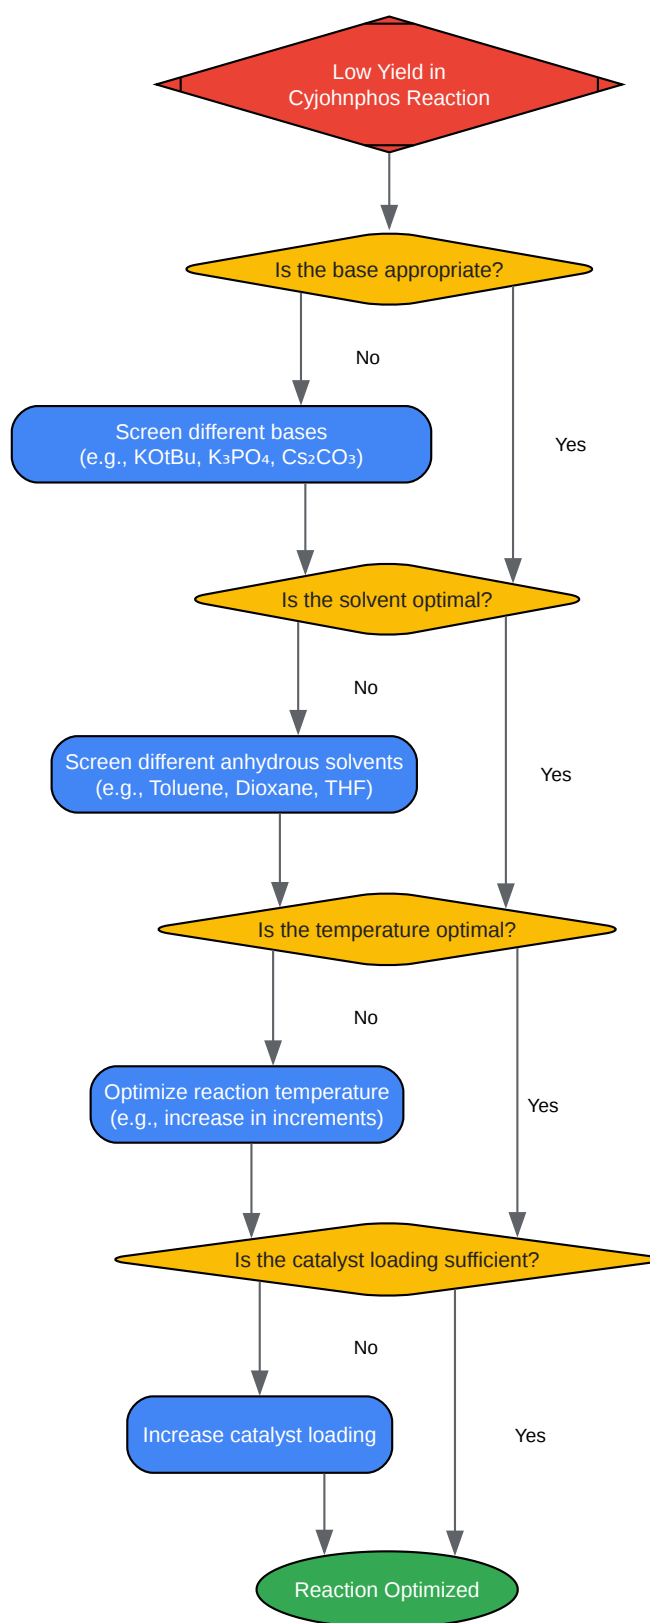 Low Yield in
Cyjohnphos Reaction
Is the base appropriate?
No
Screen different bases
(e.g., KOtBu, K₃PO₄, Cs₂CO₃)
Yes
Is the solvent optimal?
No
Screen different anhydrous solvents
(e.g., Toluene, Dioxane, THF)
Yes
Is the temperature optimal?
No
Optimize reaction temperature
(e.g., increase in increments)
Yes
Is the catalyst loading sufficient?
No
Increase catalyst loading
Yes
Reaction Optimized